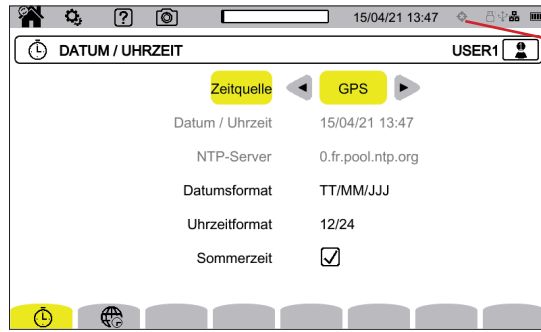 15/04/21 13:47
DATUM / UHRZEIT USER1
Zeitquelle GPS
Datum / Uhrzeit 15/04/21 13:47
NTP-Server 0.fr.pool.ntp.org
Datumsformat TT/MM/JJJ
Uhrzeitformat 12/24
Sommerzeit